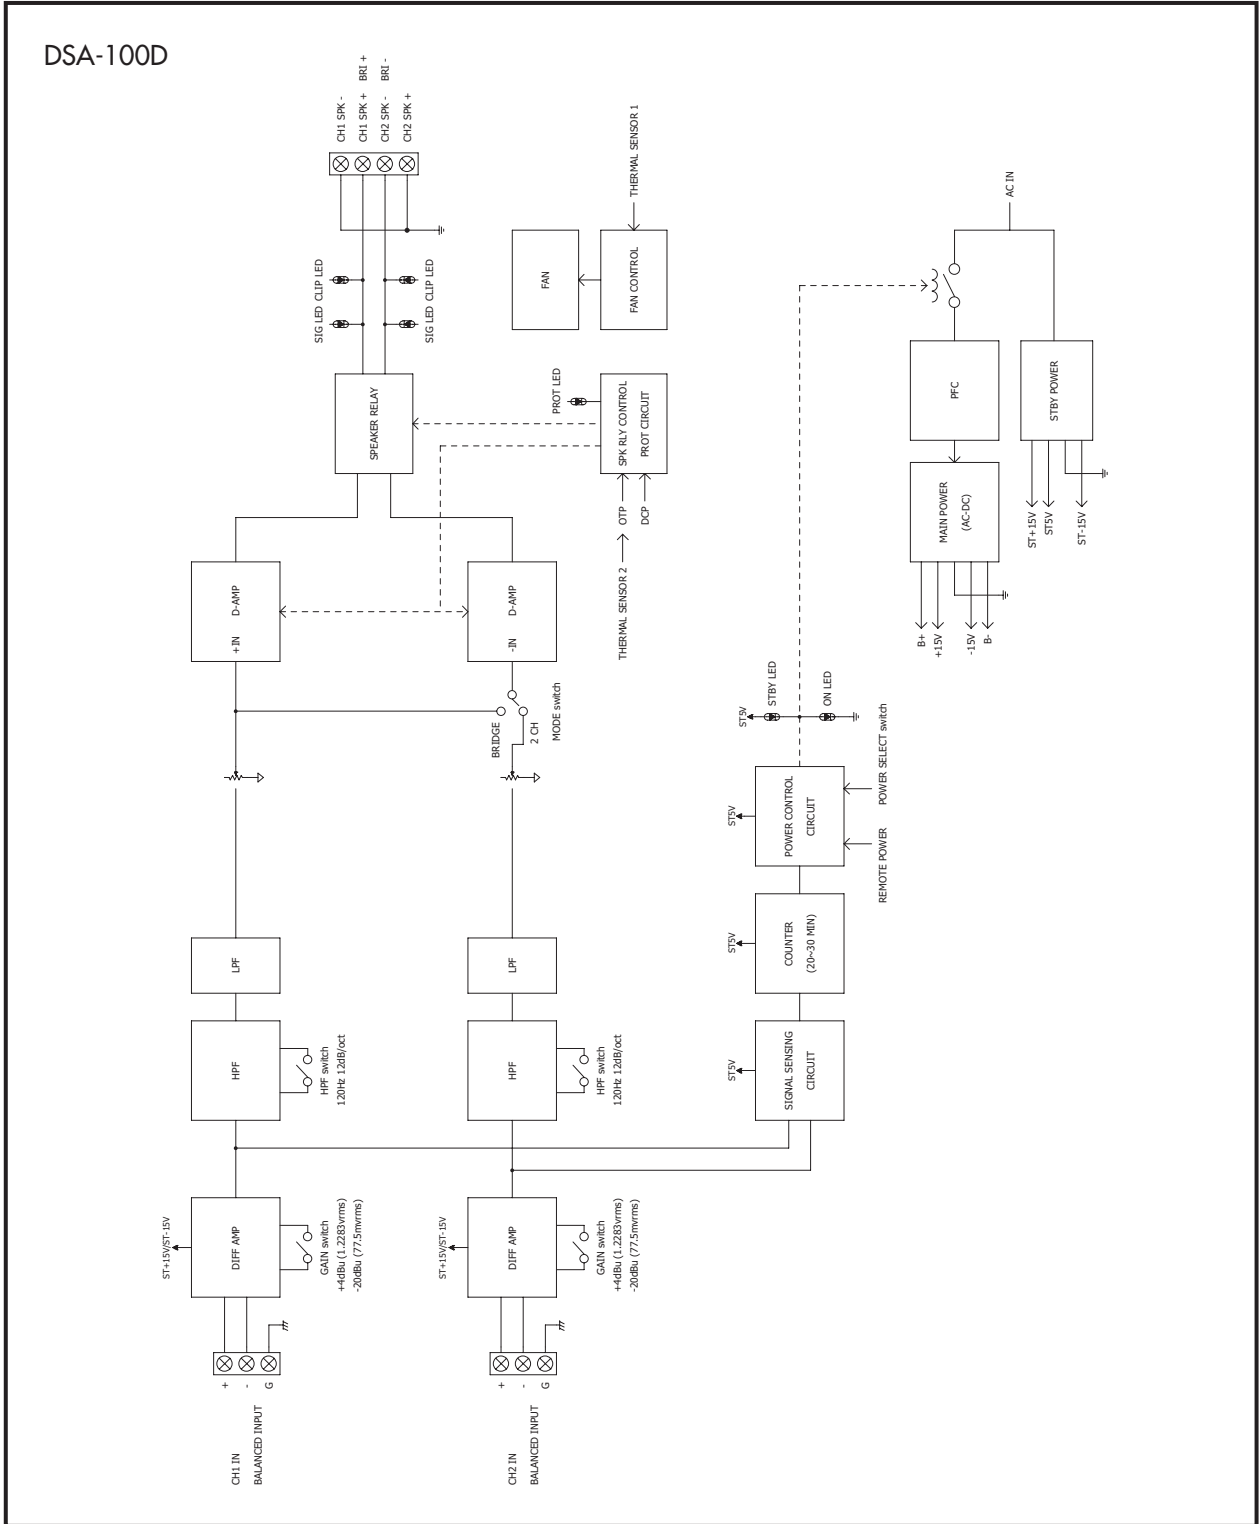 DSA-100D
CH1 SPK -
CH1 SPK +
BRI +
CH2 SPK -
BRI -
CH2 SPK +
SIG LED
CLIP LED
SIG LED
CLIP LED
FAN
FAN CONTROL
THERMAL SENSOR 1
SPEAKER RELAY
PROT LED
SPK RLY CONTROL
PROT CIRCUIT
OTP
DCP
THERMAL SENSOR 2
D-AMP
+IN
D-AMP
-IN
BRIDGE
2 CH
MODE switch
LPF
LPF
HPF
HPF switch
120Hz 12dB/oct
HPF
HPF switch
120Hz 12dB/oct
ST+15V/ST-15V
DIFF AMP
GAIN switch
+4dBu (1.2283vrms)
-20dBu (77.5mvrms)
ST+15V/ST-15V
DIFF AMP
GAIN switch
+4dBu (1.2283vrms)
-20dBu (77.5mvrms)
+
-
G
CH1 IN
BALANCED INPUT
+
-
G
CH2 IN
BALANCED INPUT
AC IN
PFC
STBY POWER
MAIN POWER
(AC-DC)
ST+15V
ST5V
ST-15V
B+
+15V
-15V
B-
ST5V
STBY LED
ON LED
ST5V
POWER CONTROL
CIRCUIT
POWER SELECT switch
REMOTE POWER
ST5V
COUNTER
(20~30 MIN)
ST5V
SIGNAL SENSING
CIRCUIT